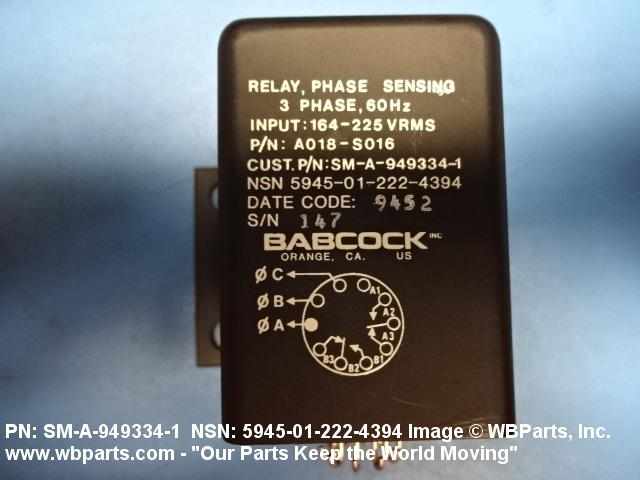 RELAY, PHASE SENSING
3 PHASE, 60Hz
INPUT: 164-225 VRMS
P/N: A018-S016
CUST. P/N: SM-A-949334-1
NSN 5945-01-222-4394
DATE CODE: 9452
S/N 147
BABCOCK INC
ORANGE, CA. US
Ø C
A1
Ø B
A2
Ø A
A3
B3
B2
B1
PN: SM-A-949334-1 NSN: 5945-01-222-4394 Image © WBParts, Inc.
www.wbparts.com - "Our Parts Keep the World Moving"